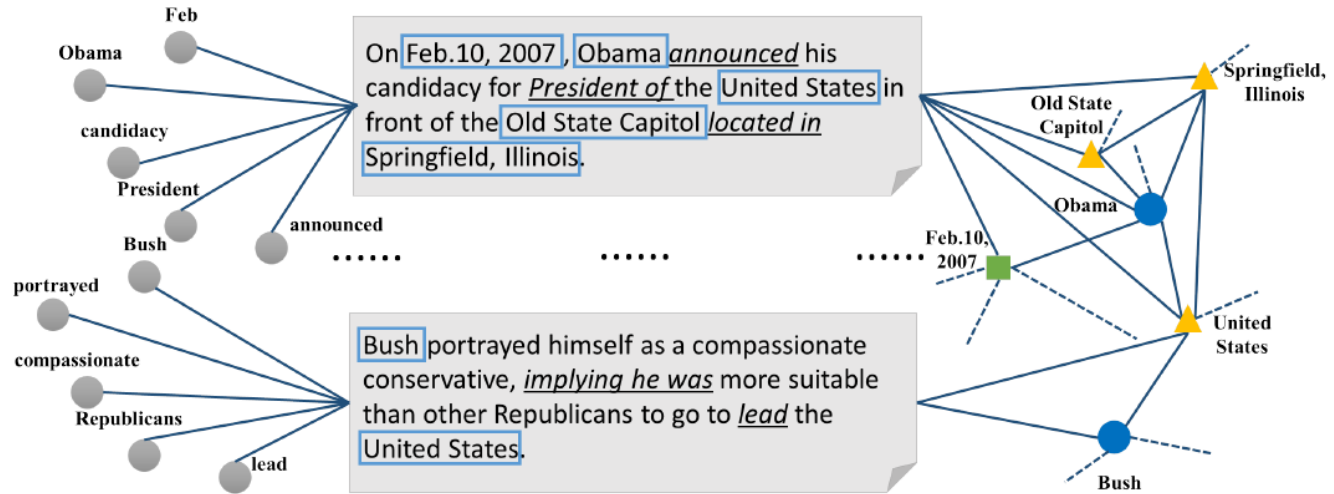 Feb
Obama
candidacy
President
announced
Bush
portrayed
compassionate
Republicans
lead
On Feb.10, 2007 , Obama announced his
candidacy for President of the United States in
front of the Old State Capitol located in
Springfield, Illinois.
......
......
......
Bush portrayed himself as a compassionate
conservative, implying he was more suitable
than other Republicans to go to lead the
United States.
Springfield,
Illinois
Old State
Capitol
Obama
Feb.10,
2007
United
States
Bush